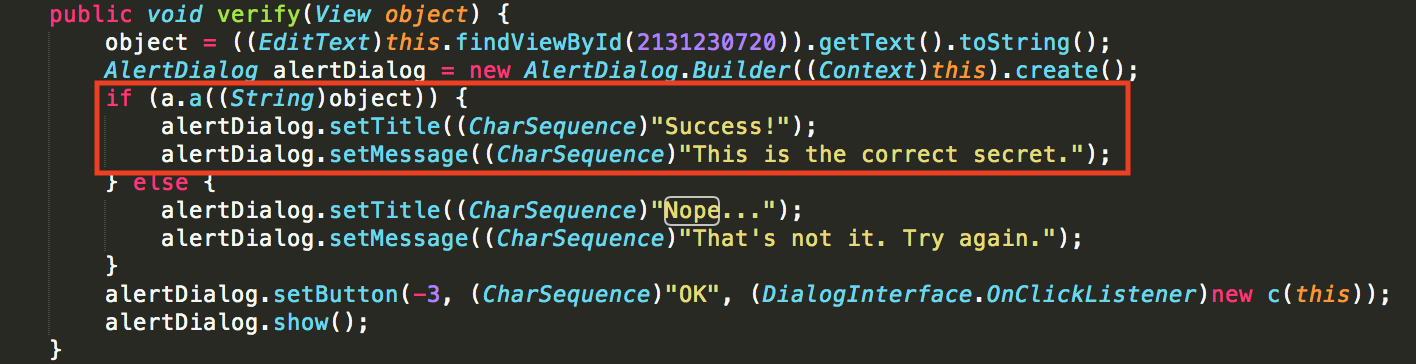 public void verify(View object) {
object = ((EditText)this.findViewById(2131230720)).getText().toString();
AlertDialog alertDialog = new AlertDialog.Builder((Context)this).create();
if (a.a((String)object)) {
alertDialog.setTitle((CharSequence)"Success!");
alertDialog.setMessage((CharSequence)"This is the correct secret.");
} else {
alertDialog.setTitle((CharSequence)"Nope...");
alertDialog.setMessage((CharSequence)"That's not it. Try again.");
}
alertDialog.setButton(-3, (CharSequence)"OK", (DialogInterface.OnClickListener)new c(this));
alertDialog.show();
}